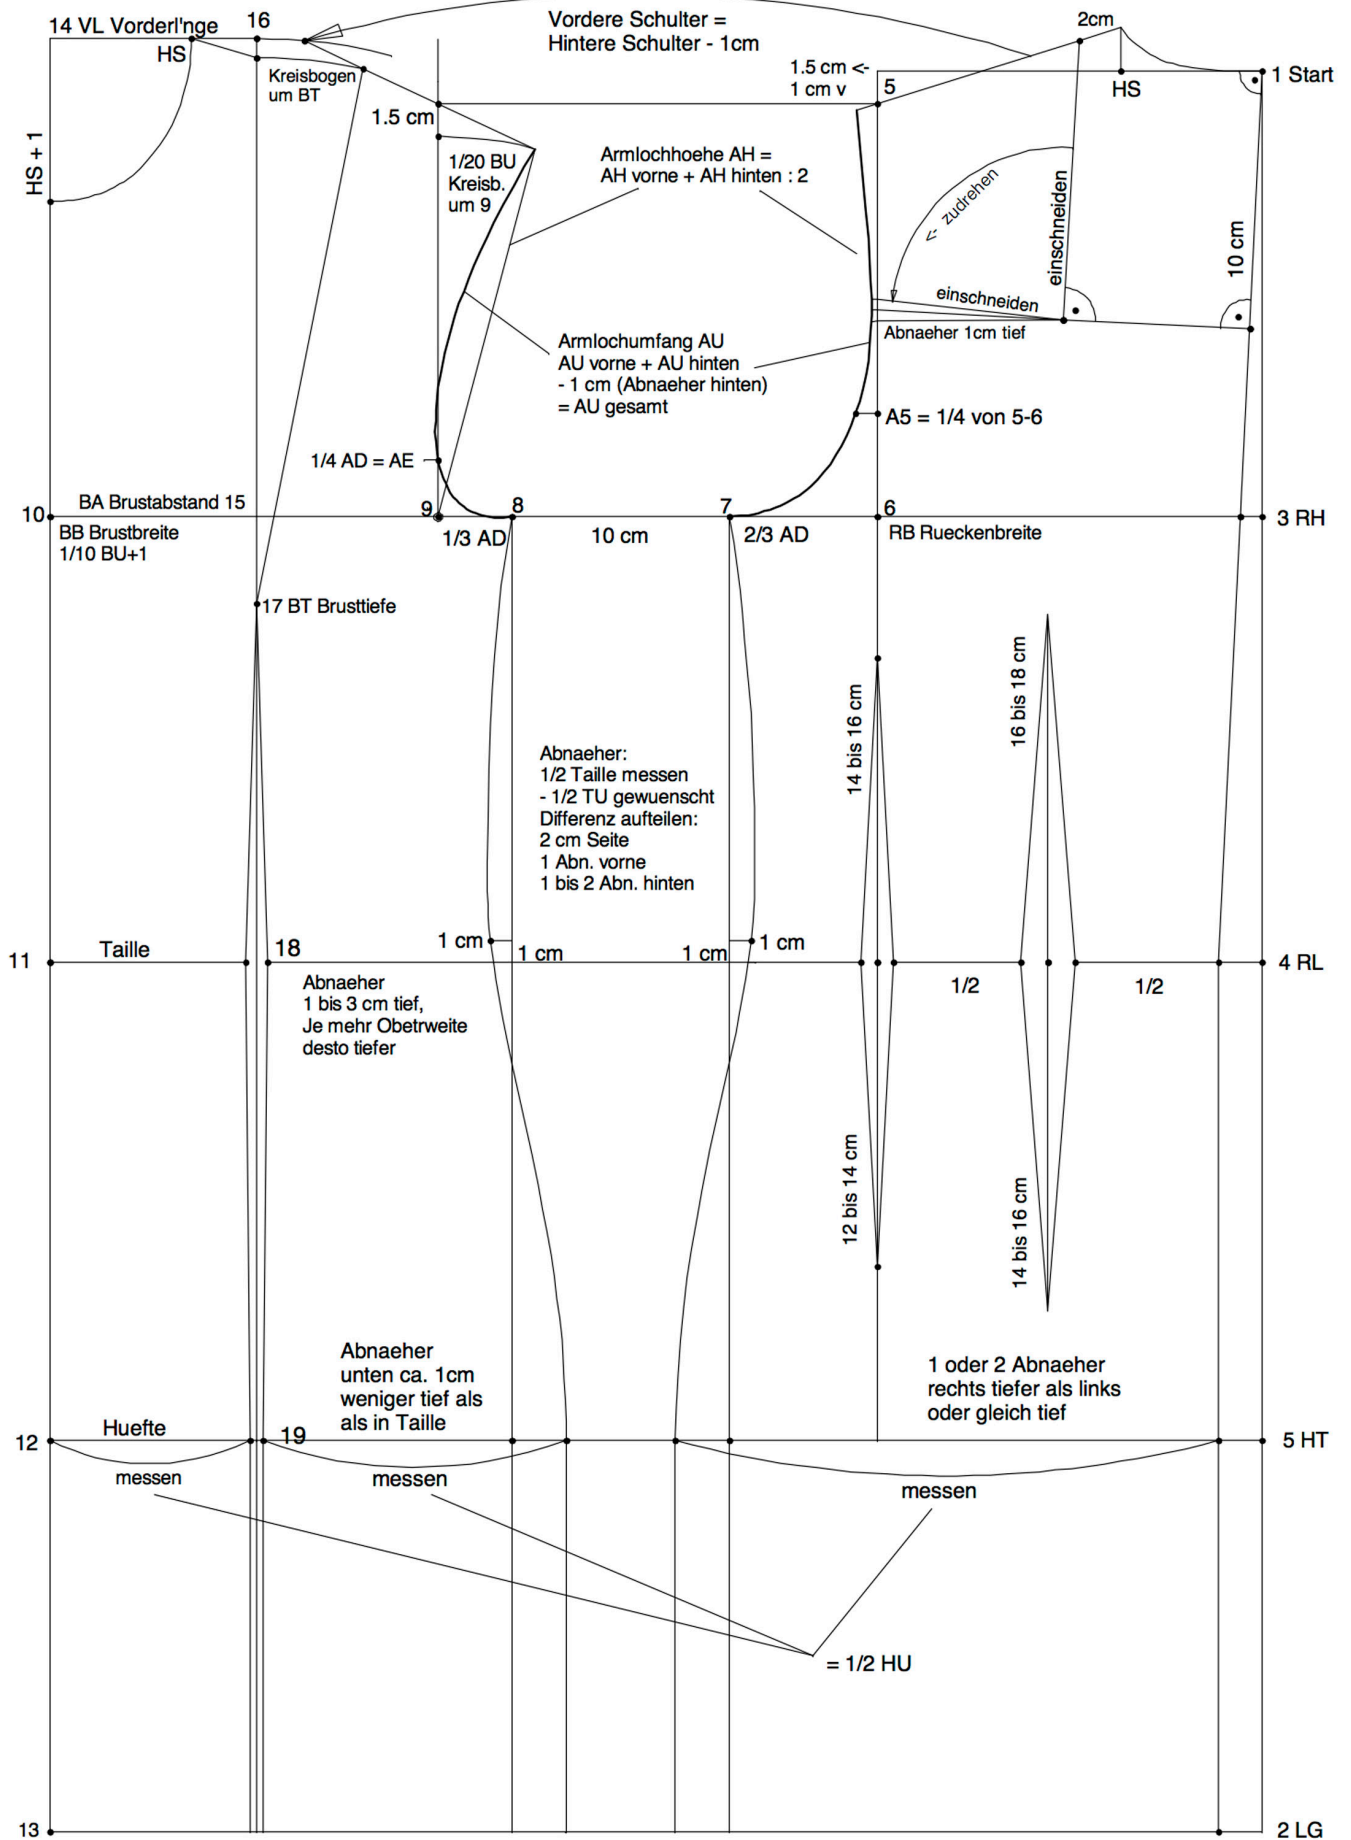 14 VL Vorderl'nge
16
Vordere Schulter =
Hintere Schulter - 1cm
2cm
HS
Kreisbogen
um BT
1.5 cm <-
1 cm v
5
HS
1 Start
1.5 cm
HS + 1
1/20 BU
Kreisb.
um 9
Armlochhoehe AH =
AH vorne + AH hinten : 2
<- zudrehen
einschneiden
10 cm
einschneiden
Abnaeher 1cm tief
Armlochumfang AU
AU vorne + AU hinten
- 1 cm (Abnaeher hinten)
= AU gesamt
A5 = 1/4 von 5-6
1/4 AD = AE
BA Brustabstand 15
10
9
8
7
6
3 RH
BB Brustbreite
1/10 BU+1
1/3 AD
10 cm
2/3 AD
RB Rueckenbreite
17 BT Brusttiefe
14 bis 16 cm
16 bis 18 cm
Abnaeher:
1/2 Taille messen
- 1/2 TU gewuenscht
Differenz aufteilen:
2 cm Seite
1 Abn. vorne
1 bis 2 Abn. hinten
1 cm
1 cm
1 cm
1 cm
11
Taille
18
4 RL
1/2
1/2
Abnaeher
1 bis 3 cm tief,
Je mehr Obetrweite
desto tiefer
12 bis 14 cm
14 bis 16 cm
Abnaeher
unten ca. 1cm
weniger tief als
als in Taille
1 oder 2 Abnaeher
rechts tiefer als links
oder gleich tief
12
Huefte
19
5 HT
messen
messen
messen
= 1/2 HU
13
2 LG